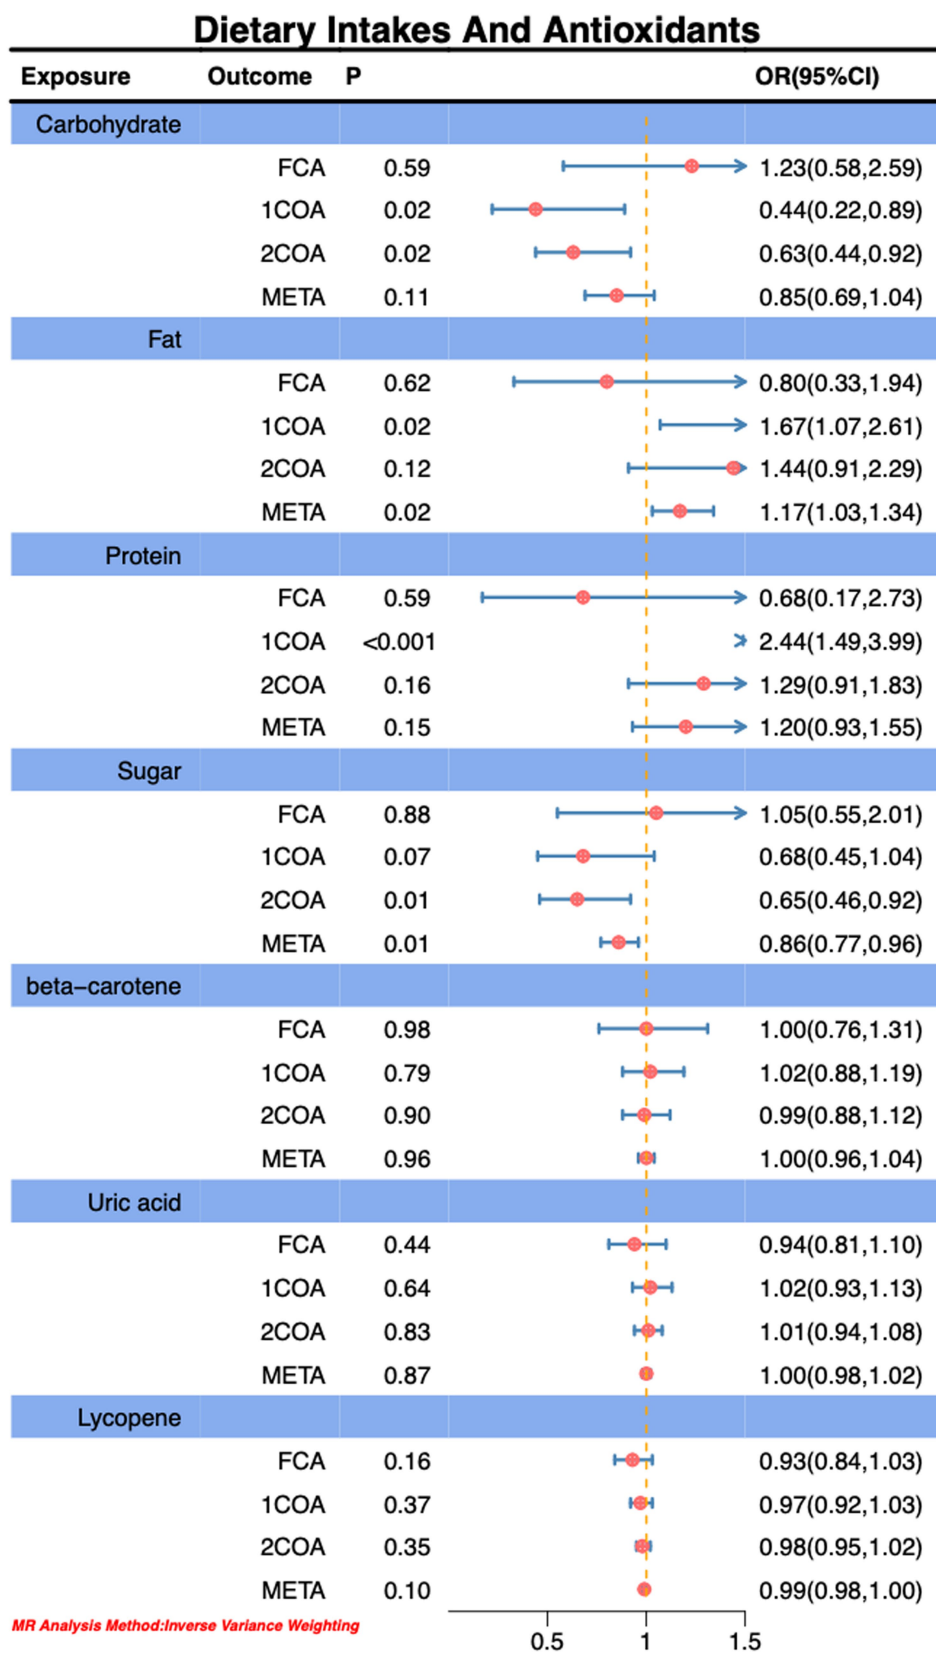 Dietary Intakes And Antioxidants
Exposure Outcome P OR(95%CI)
Carbohydrate
FCA 0.59 1.23(0.58,2.59)
1COA 0.02 0.44(0.22,0.89)
2COA 0.02 0.63(0.44,0.92)
META 0.11 0.85(0.69,1.04)
Fat
FCA 0.62 0.80(0.33,1.94)
1COA 0.02 1.67(1.07,2.61)
2COA 0.12 1.44(0.91,2.29)
META 0.02 1.17(1.03,1.34)
Protein
FCA 0.59 0.68(0.17,2.73)
1COA <0.001 2.44(1.49,3.99)
2COA 0.16 1.29(0.91,1.83)
META 0.15 1.20(0.93,1.55)
Sugar
FCA 0.88 1.05(0.55,2.01)
1COA 0.07 0.68(0.45,1.04)
2COA 0.01 0.65(0.46,0.92)
META 0.01 0.86(0.77,0.96)
beta−carotene
FCA 0.98 1.00(0.76,1.31)
1COA 0.79 1.02(0.88,1.19)
2COA 0.90 0.99(0.88,1.12)
META 0.96 1.00(0.96,1.04)
Uric acid
FCA 0.44 0.94(0.81,1.10)
1COA 0.64 1.02(0.93,1.13)
2COA 0.83 1.01(0.94,1.08)
META 0.87 1.00(0.98,1.02)
Lycopene
FCA 0.16 0.93(0.84,1.03)
1COA 0.37 0.97(0.92,1.03)
2COA 0.35 0.98(0.95,1.02)
META 0.10 0.99(0.98,1.00)
MR Analysis Method:Inverse Variance Weighting
0.5 1 1.5